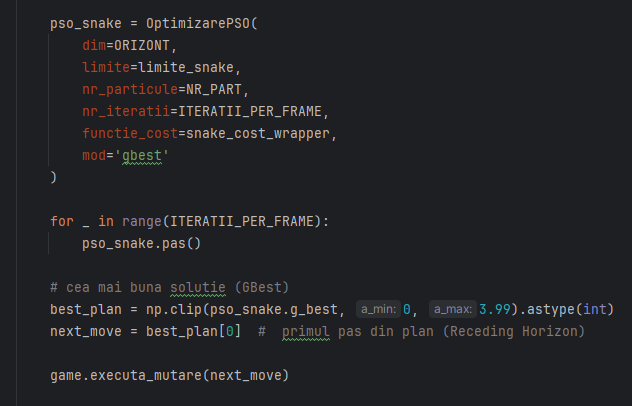 pso_snake = OptimizarePSO(
    dim=ORIZONT,
    limite=limite_snake,
    nr_particule=NR_PART,
    nr_iteratii=ITERATII_PER_FRAME,
    functie_cost=snake_cost_wrapper,
    mod='gbest'
)
for _ in range(ITERATII_PER_FRAME):
    pso_snake.pas()
# cea mai buna solutie (GBest)
best_plan = np.clip(pso_snake.g_best, a_min: 0, a_max: 3.99).astype(int)
next_move = best_plan[0]  #  primul pas din plan (Receding Horizon)
game.executa_mutare(next_move)